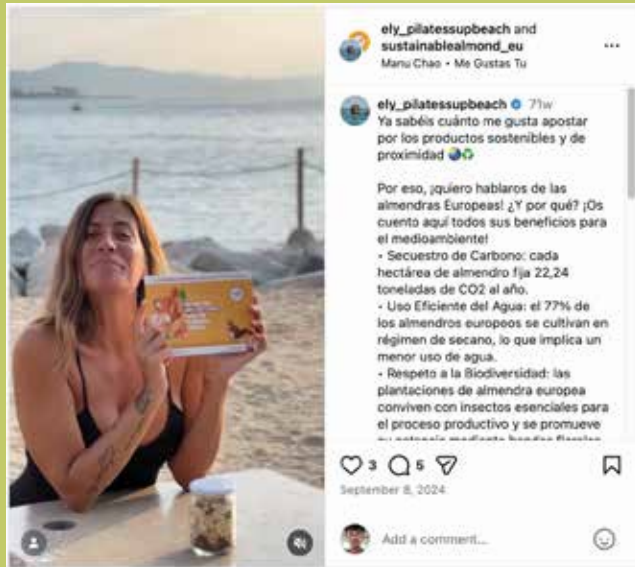 ely_pilatessupbeach and
sustainablealmond_eu
Manu Chao • Me Gustas Tu
ely_pilatessupbeach 71w
Ya sabéis cuánto me gusta apostar
por los productos sostenibles y de
proximidad 🌍♻️
Por eso, ¡quiero hablaros de las
almendras Europeas! ¿Y por qué? ¡Os
cuento aquí todos sus beneficios para
el medioambiente!
• Secuestro de Carbono: cada
hectárea de almendro fija 22,24
toneladas de CO2 al año.
• Uso Eficiente del Agua: el 77% de
los almendros europeos se cultivan en
régimen de secano, lo que implica un
menor uso de agua.
• Respeto a la Biodiversidad: las
plantaciones de almendra europea
conviven con insectos esenciales para
el proceso productivo y se promueve
3 5
September 8, 2024
Add a comment...